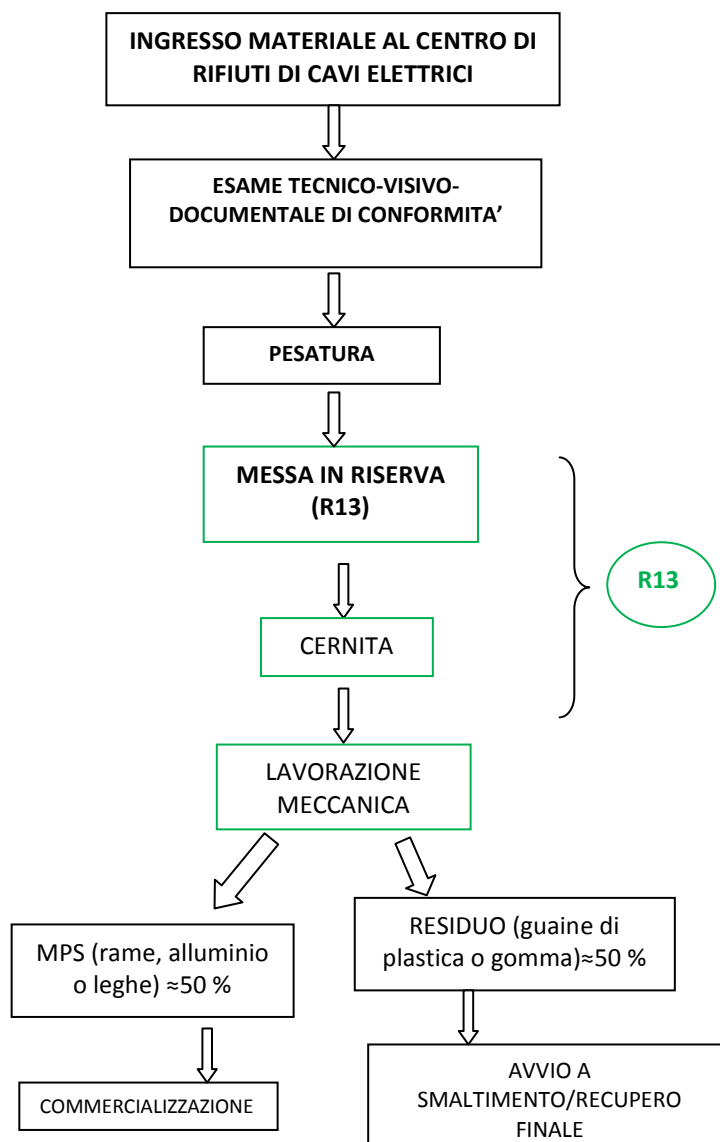 INGRESSO MATERIALE AL CENTRO DI
RIFIUTI DI CAVI ELETTRICI
ESAME TECNICO-VISIVO-
DOCUMENTALE DI CONFORMITA’
PESATURA
MESSA IN RISERVA
(R13)
R13
CERNITA
LAVORAZIONE
MECCANICA
MPS (rame, alluminio
o leghe) ≈50 %
RESIDUO (guaine di
plastica o gomma)≈50 %
COMMERCIALIZZAZIONE
AVVIO A
SMALTIMENTO/RECUPERO
FINALE